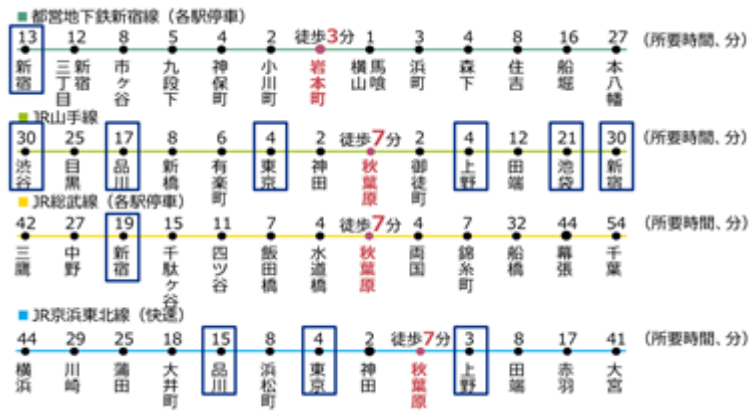 ■都営地下鉄新宿線（各駅停車）
13 12 8 5 4 2 徒歩3分 1 3 4 8 16 27 (所要時間、分)
新宿 新宿三丁目 市ヶ谷 九段下 神保町 小川町 岩本町 馬喰横山 浜町 森下 住吉 船堀 本八幡
■JR山手線
30 25 17 8 6 4 2 徒歩7分 2 4 12 21 30 (所要時間、分)
渋谷 目黒 品川 新橋 有楽町 東京 神田 秋葉原 御徒町 上野 田端 池袋 新宿
■JR総武線（各駅停車）
42 27 19 15 11 7 4 徒歩7分 4 7 32 44 54 (所要時間、分)
三鷹 中野 新宿 千駄ヶ谷 四ツ谷 飯田橋 水道橋 秋葉原 両国 錦糸町 船橋 幕張 千葉
■JR京浜東北線（快速）
44 29 25 18 15 8 4 2 徒歩7分 3 8 17 41 (所要時間、分)
横浜 川崎 蒲田 大井町 品川 浜松町 東京 神田 秋葉原 上野 田端 赤羽 大宮